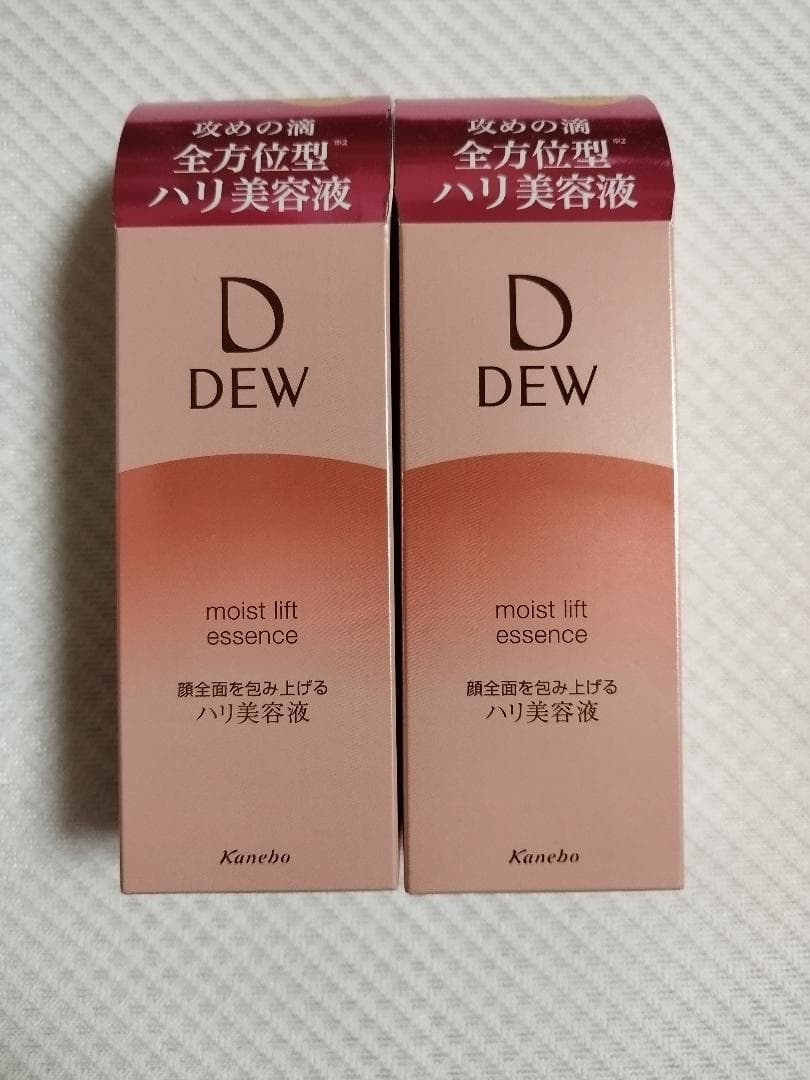 攻めの滴
全方位型※2
ハリ美容液
D
DEW
moist lift
essence
顔全面を包み上げる
ハリ美容液
Kanebo
攻めの滴
全方位型※2
ハリ美容液
D
DEW
moist lift
essence
顔全面を包み上げる
ハリ美容液
Kanebo